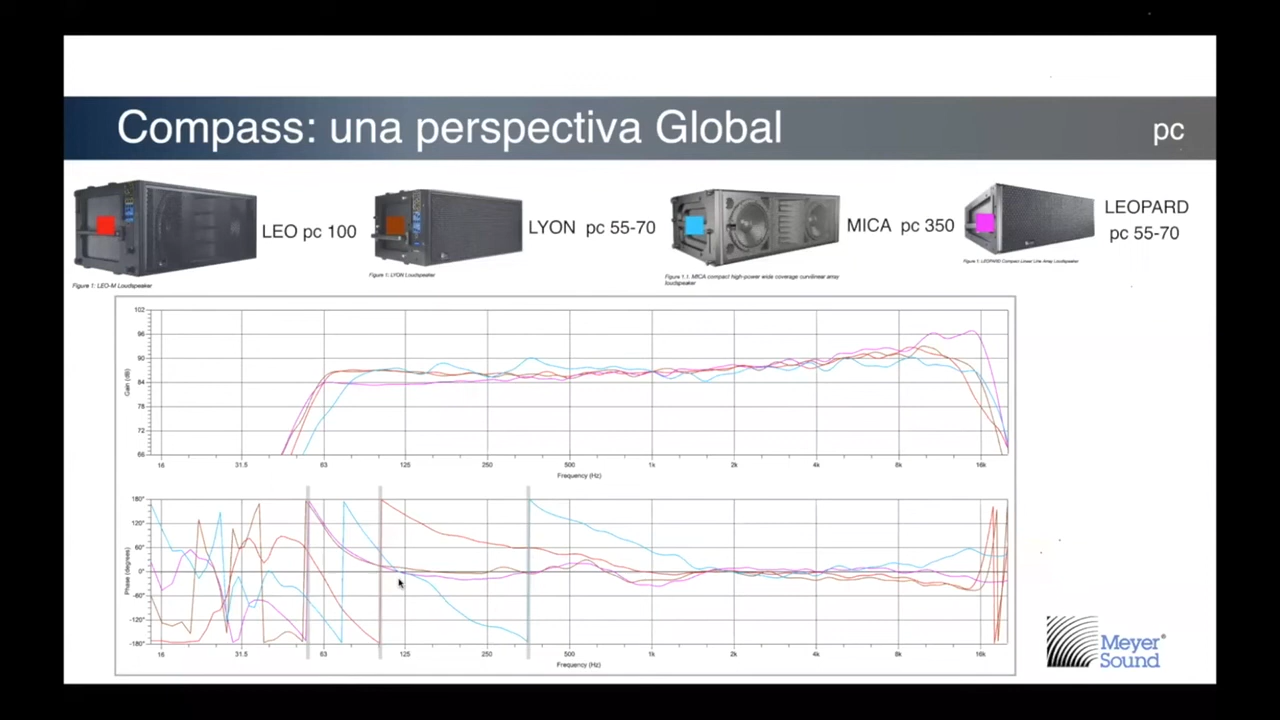 Compass: una perspectiva Global
pc
LEO pc 100
LYON pc 55-70
MICA pc 350
LEOPARD
pc 55-70
Figure 1: LEO-M Loudspeaker
Figure 1: LYON Loudspeaker
Figure 1.1. MICA compact high-power wide coverage curvilinear array
loudspeaker
Figure 1: LEOPARD Compact Linear Line Array Loudspeaker
102
96
90
84
78
72
66
Gain (dB)
16 31.5 63 125 250 500 1k 2k 4k 8k 16k
Frequency (Hz)
180°
120°
60°
0°
-60°
-120°
-180°
Phase (degrees)
16 31.5 63 125 250 500 1k 2k 4k 8k 16k
Frequency (Hz)
Meyer®
Sound